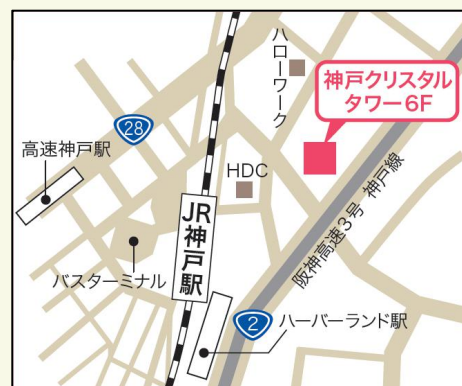 ハローワーク
神戸クリスタル
タワー6F
28
高速神戸駅
HDC
阪神高速3号 神戸線
JR神戸駅
バスターミナル
2
ハーバーランド駅